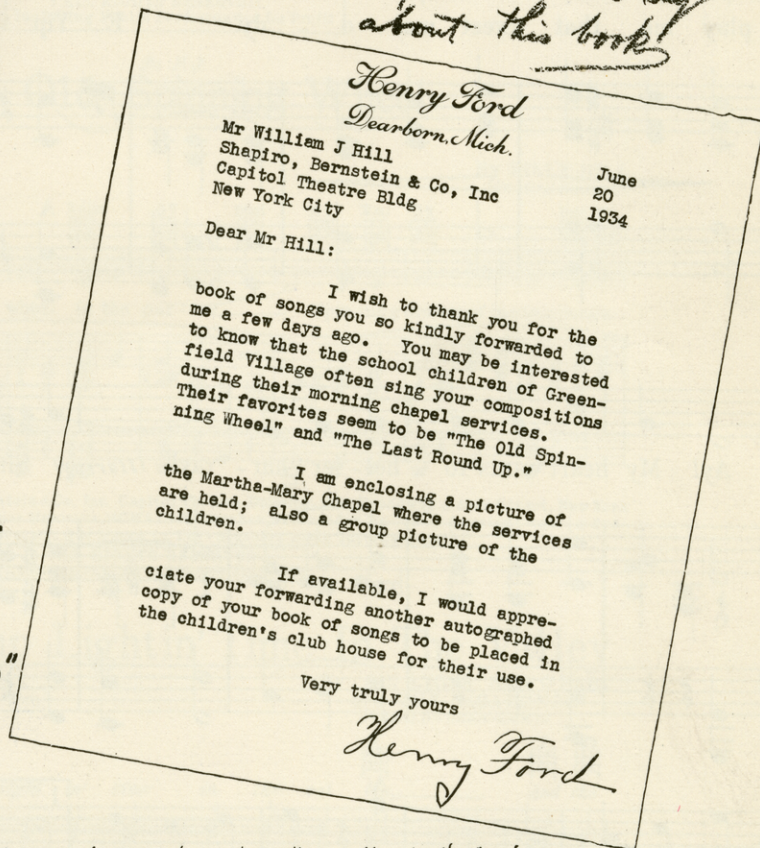 about this book!
Henry Ford
Dearborn, Mich.
Mr William J Hill
Shapiro, Bernstein & Co, Inc
Capitol Theatre Bldg
New York City
June
20
1934
Dear Mr Hill:
I wish to thank you for the
book of songs you so kindly forwarded to
me a few days ago. You may be interested
to know that the school children of Green-
field Village often sing your compositions
during their morning chapel services.
Their favorites seem to be "The Old Spin-
ning Wheel" and "The Last Round Up."
I am enclosing a picture of
the Martha-Mary Chapel where the services
are held; also a group picture of the
children.
If available, I would appre-
ciate your forwarding another autographed
copy of your book of songs to be placed in
the children's club house for their use.
Very truly yours
Henry Ford